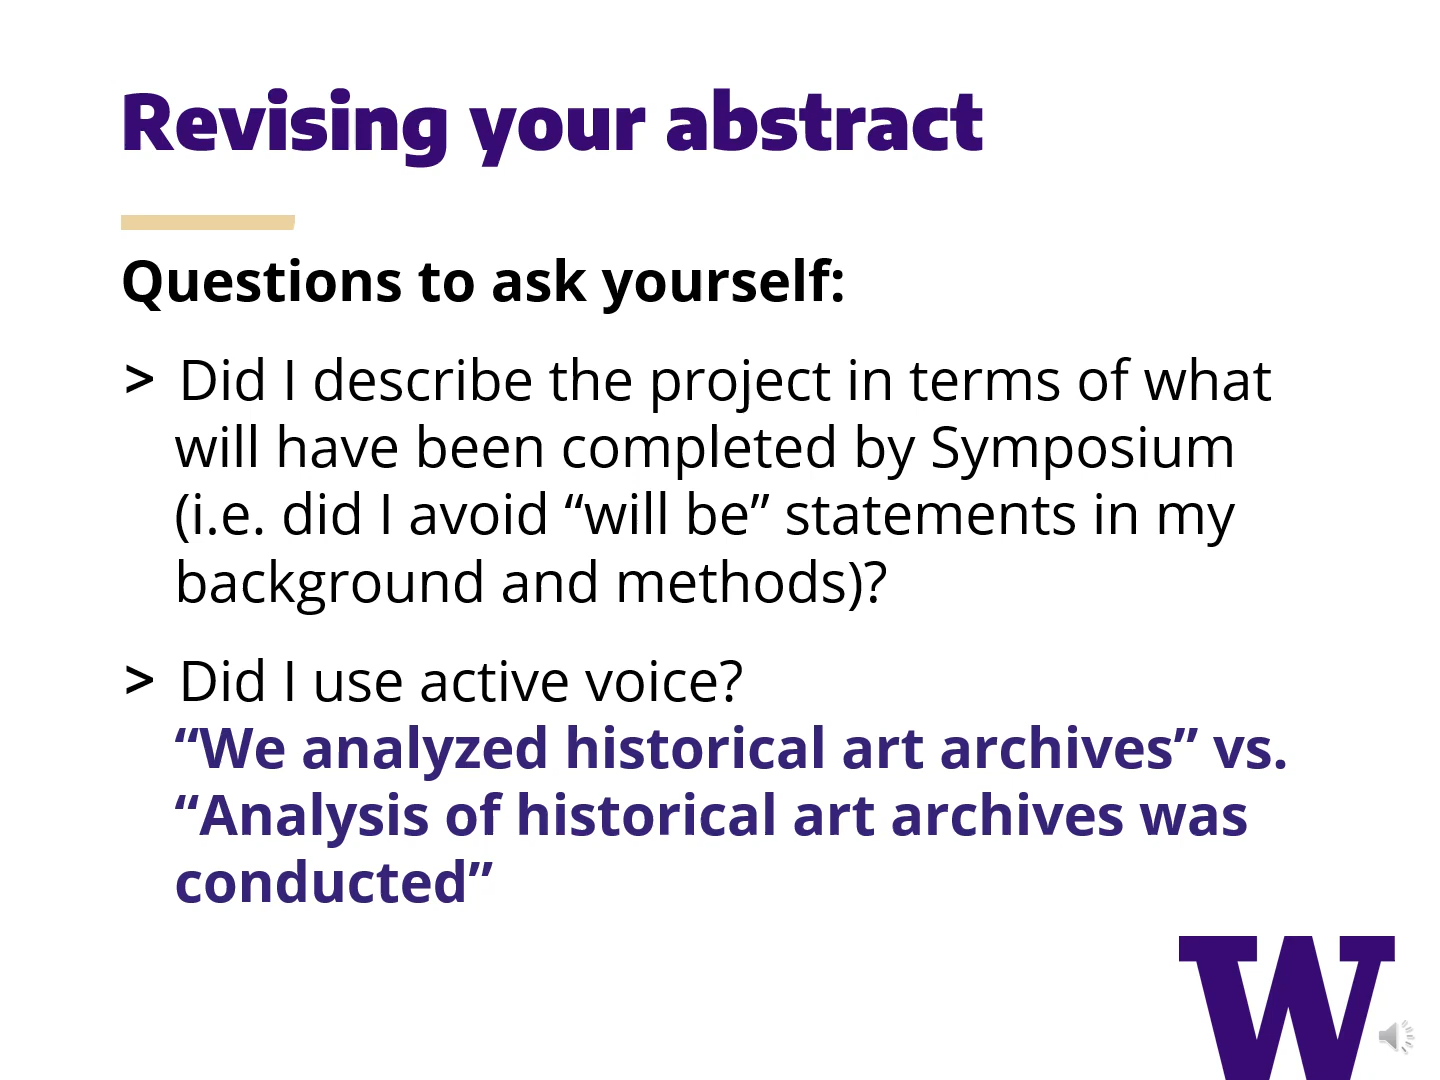 Revising your abstract
Questions to ask yourself:
> Did I describe the project in terms of what
will have been completed by Symposium
(i.e. did I avoid “will be” statements in my
background and methods)?
> Did I use active voice?
“We analyzed historical art archives” vs.
“Analysis of historical art archives was
conducted”
W